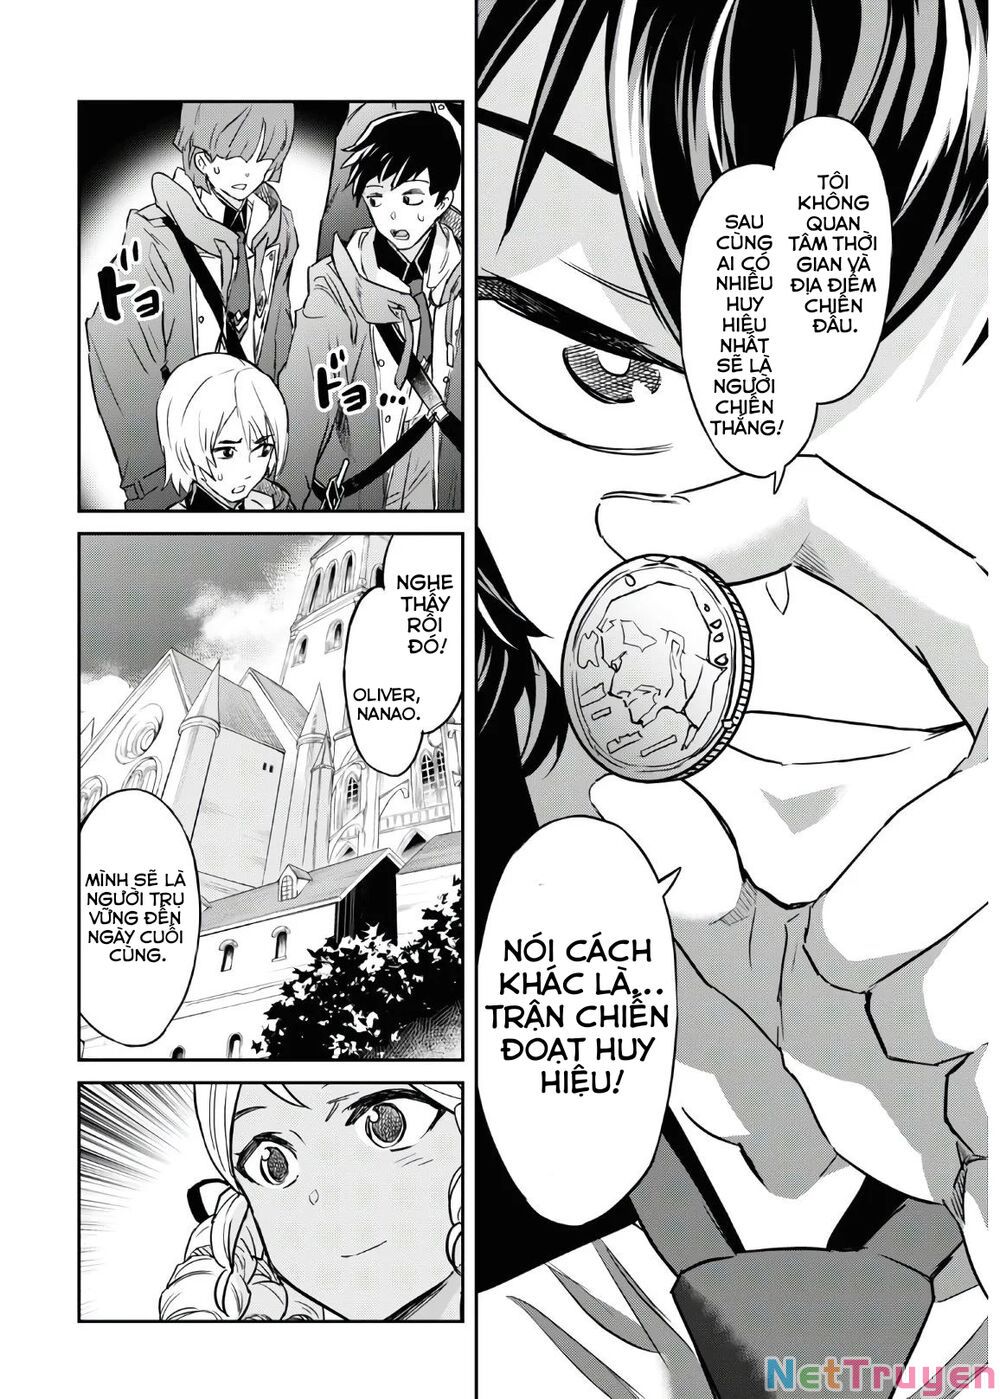 TÔI
KHÔNG
QUAN
TÂM THỜI
GIAN VÀ
ĐỊA ĐIỂM
CHIẾN
ĐẤU.
SAU
CÙNG
AI CÓ
NHIỀU
HUY
HIỆU
NHẤT
SẼ LÀ
NGƯỜI
CHIẾN
THẮNG!
NÓI CÁCH
KHÁC LÀ...
TRẬN CHIẾN
ĐOẠT HUY
HIỆU!
ドヨ
ドヨ...
NGHE
THẤY
RỒI
ĐÓ!
OLIVER,
NANAO.
MÌNH SẼ LÀ
NGƯỜI TRỤ
VỮNG ĐẾN
NGÀY CUỐI
CÙNG.
NetTruyen